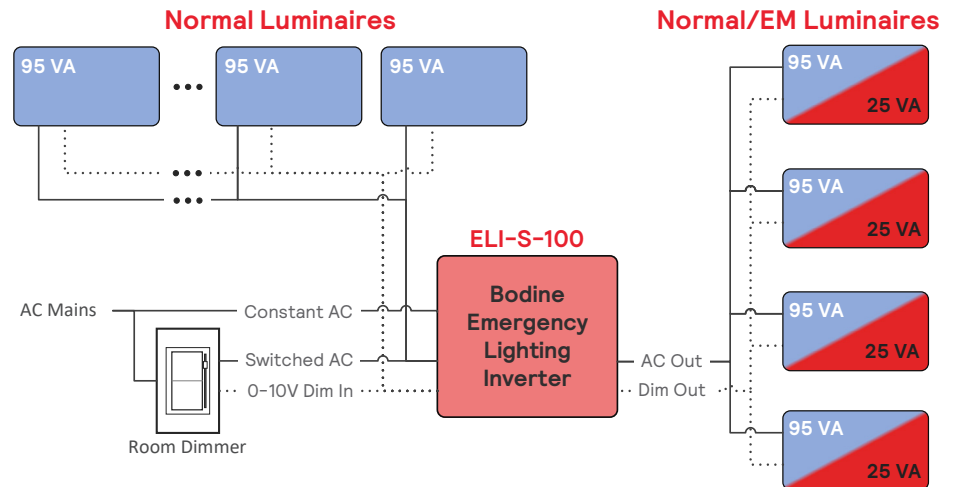 Normal Luminaires
Normal/EM Luminaires
95 VA
95 VA
95 VA
95 VA
25 VA
95 VA
25 VA
ELI-S-100
Bodine
Emergency
Lighting
Inverter
AC Mains
Constant AC
Switched AC
0-10V Dim In
Room Dimmer
AC Out
Dim Out
95 VA
25 VA
95 VA
25 VA